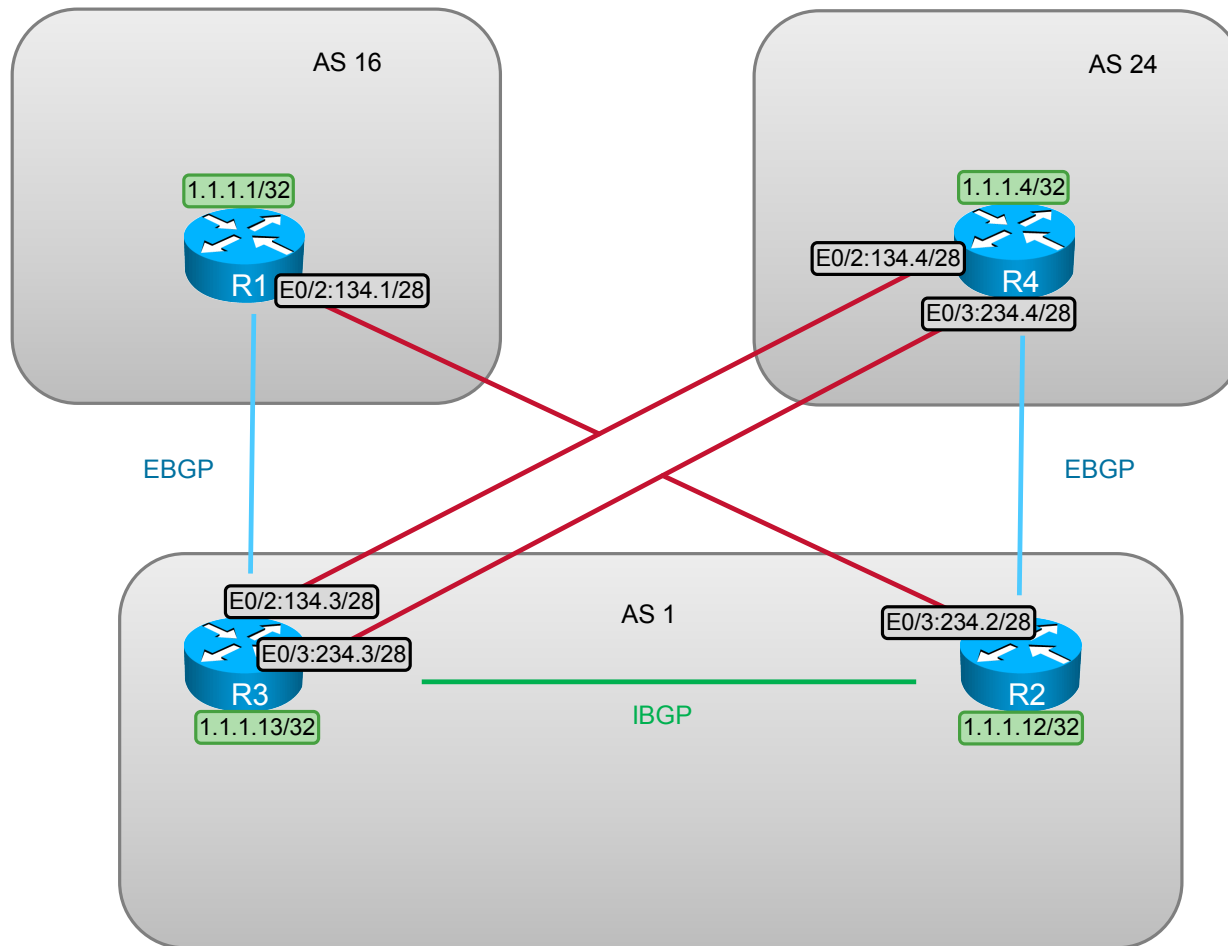 AS 16
AS 24
1.1.1.1/32
1.1.1.4/32
R1
E0/2:134.1/28
E0/2:134.4/28
R4
E0/3:234.4/28
EBGP
EBGP
E0/2:134.3/28
AS 1
E0/3:234.2/28
E0/3:234.3/28
R3
R2
1.1.1.13/32
IBGP
1.1.1.12/32